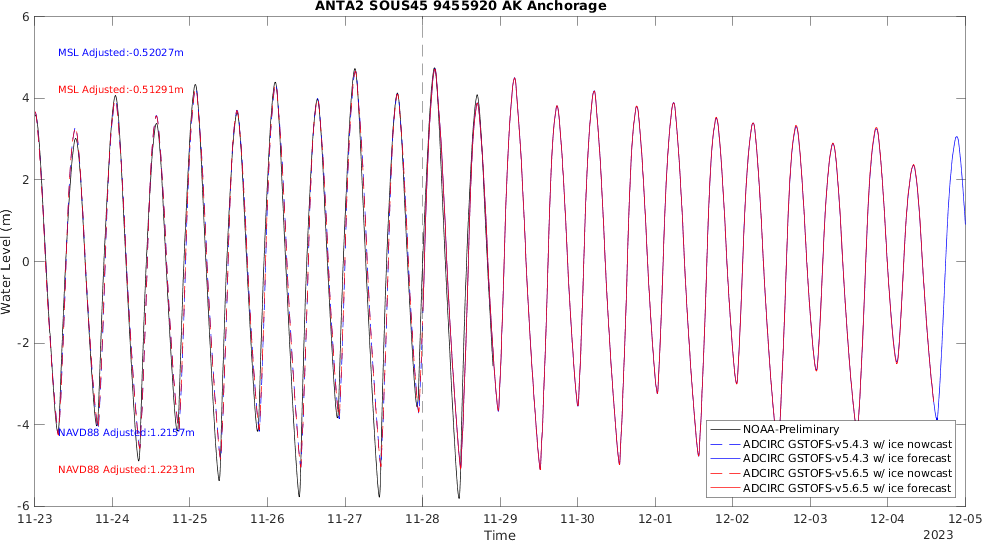 ANTA2 SOUS45 9455920 AK Anchorage
6
MSL Adjusted:-0.52027m
MSL Adjusted:-0.51291m
4
2
0
-2
-4
-6
Water Level (m)
NAVD88 Adjusted:1.2157m
NAVD88 Adjusted:1.2231m
NOAA-Preliminary
ADCIRC GSTOFS-v5.4.3 w/ ice nowcast
ADCIRC GSTOFS-v5.4.3 w/ ice forecast
ADCIRC GSTOFS-v5.6.5 w/ ice nowcast
ADCIRC GSTOFS-v5.6.5 w/ ice forecast
11-23 11-24 11-25 11-26 11-27 11-28 11-29 11-30 12-01 12-02 12-03 12-04 12-05
Time
2023